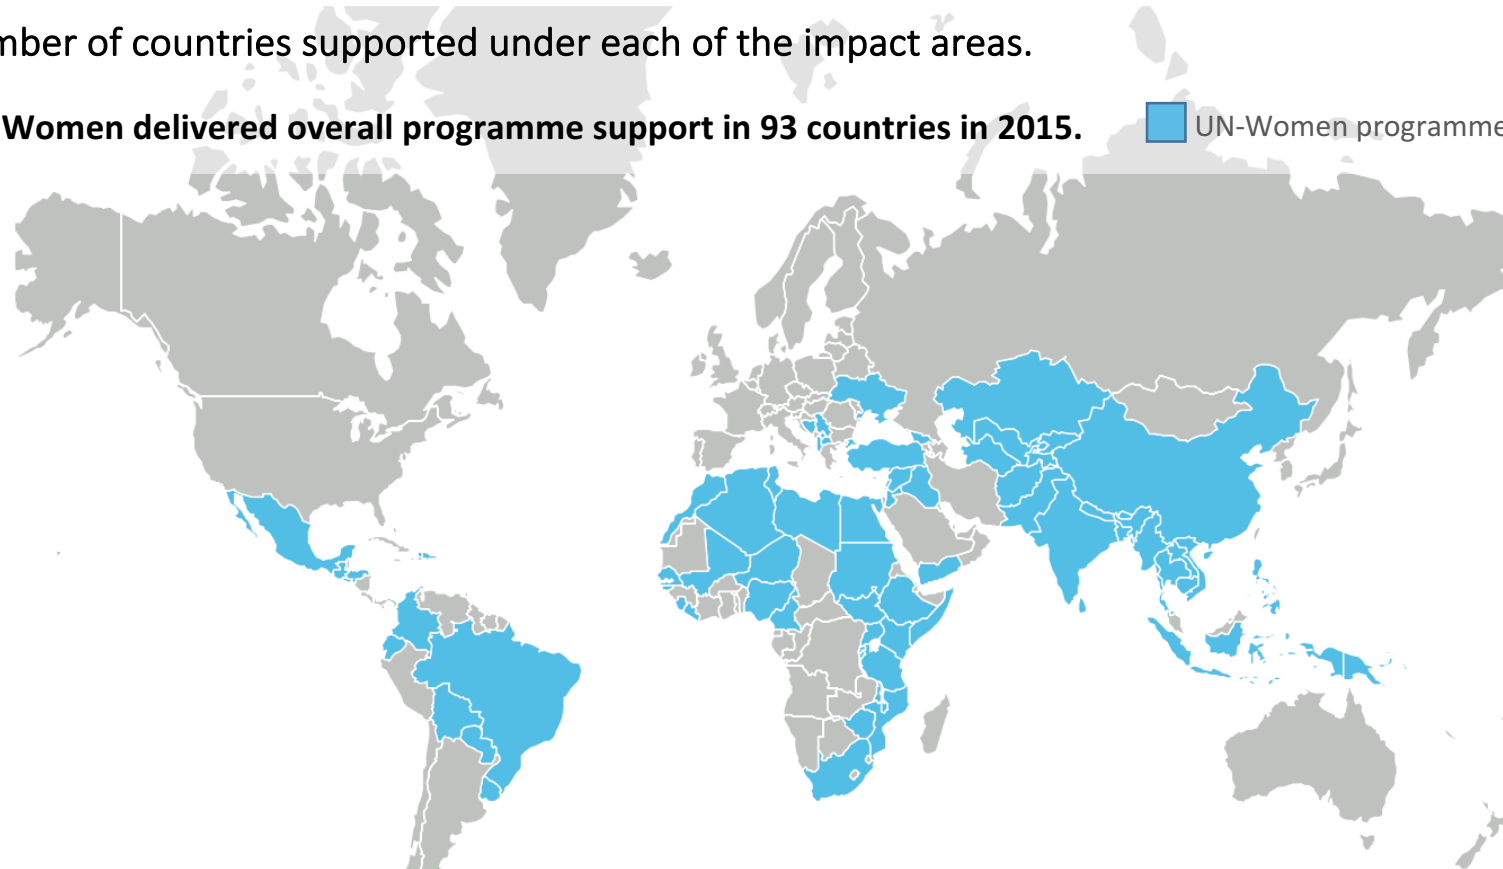 mber of countries supported under each of the impact areas.
Women delivered overall programme support in 93 countries in 2015.
UN-Women programme